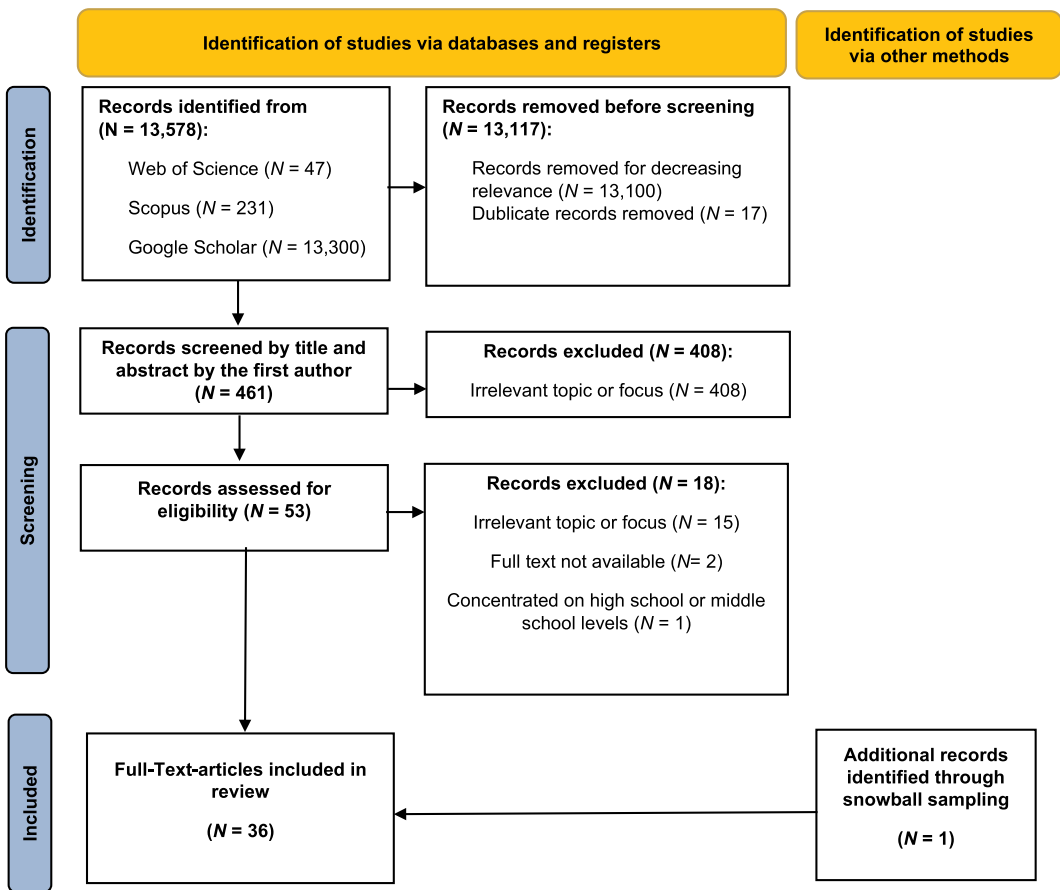 Identification of studies via databases and registers
Identification of studies
via other methods
Identification
Records identified from
(N = 13,578):
Web of Science (N = 47)
Scopus (N = 231)
Google Scholar (N = 13,300)
Records removed before screening
(N = 13,117):
Records removed for decreasing
relevance (N = 13,100)
Dublicate records removed (N = 17)
Screening
Records screened by title and
abstract by the first author
(N = 461)
Records excluded (N = 408):
Irrelevant topic or focus (N = 408)
Records assessed for
eligibility (N = 53)
Records excluded (N = 18):
Irrelevant topic or focus (N = 15)
Full text not available (N= 2)
Concentrated on high school or middle
school levels (N = 1)
Included
Full-Text-articles included in
review
(N = 36)
Additional records
identified through
snowball sampling
(N = 1)